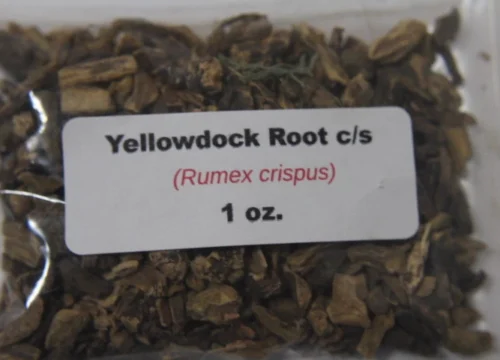 Yellowdock Root c/s
(Rumex crispus)
1 oz.